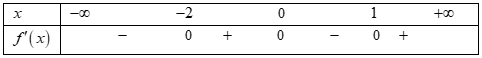 x −∞ −2 0 1 +∞
f′(x) − 0 + 0 − 0 +